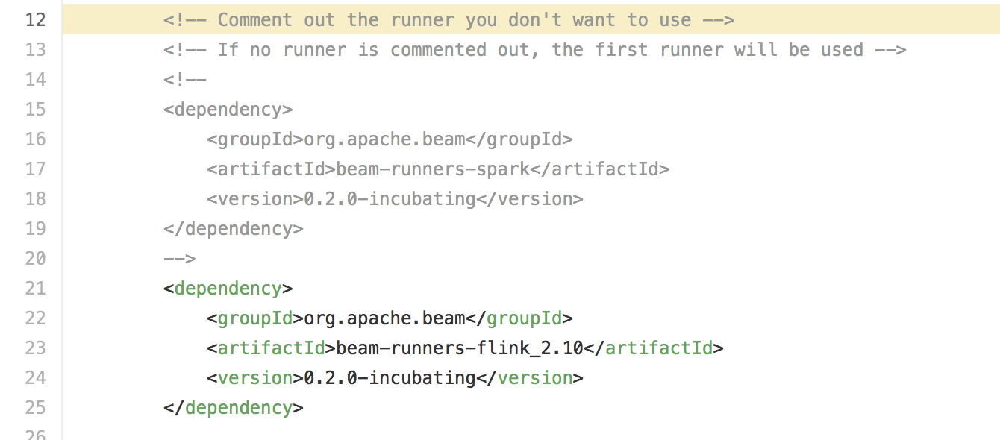 12 <!-- Comment out the runner you don't want to use -->
13 <!-- If no runner is commented out, the first runner will be used -->
14 <!--
15 <dependency>
16 <groupId>org.apache.beam</groupId>
17 <artifactId>beam-runners-spark</artifactId>
18 <version>0.2.0-incubating</version>
19 </dependency>
20 -->
21 <dependency>
22 <groupId>org.apache.beam</groupId>
23 <artifactId>beam-runners-flink_2.10</artifactId>
24 <version>0.2.0-incubating</version>
25 </dependency>
26